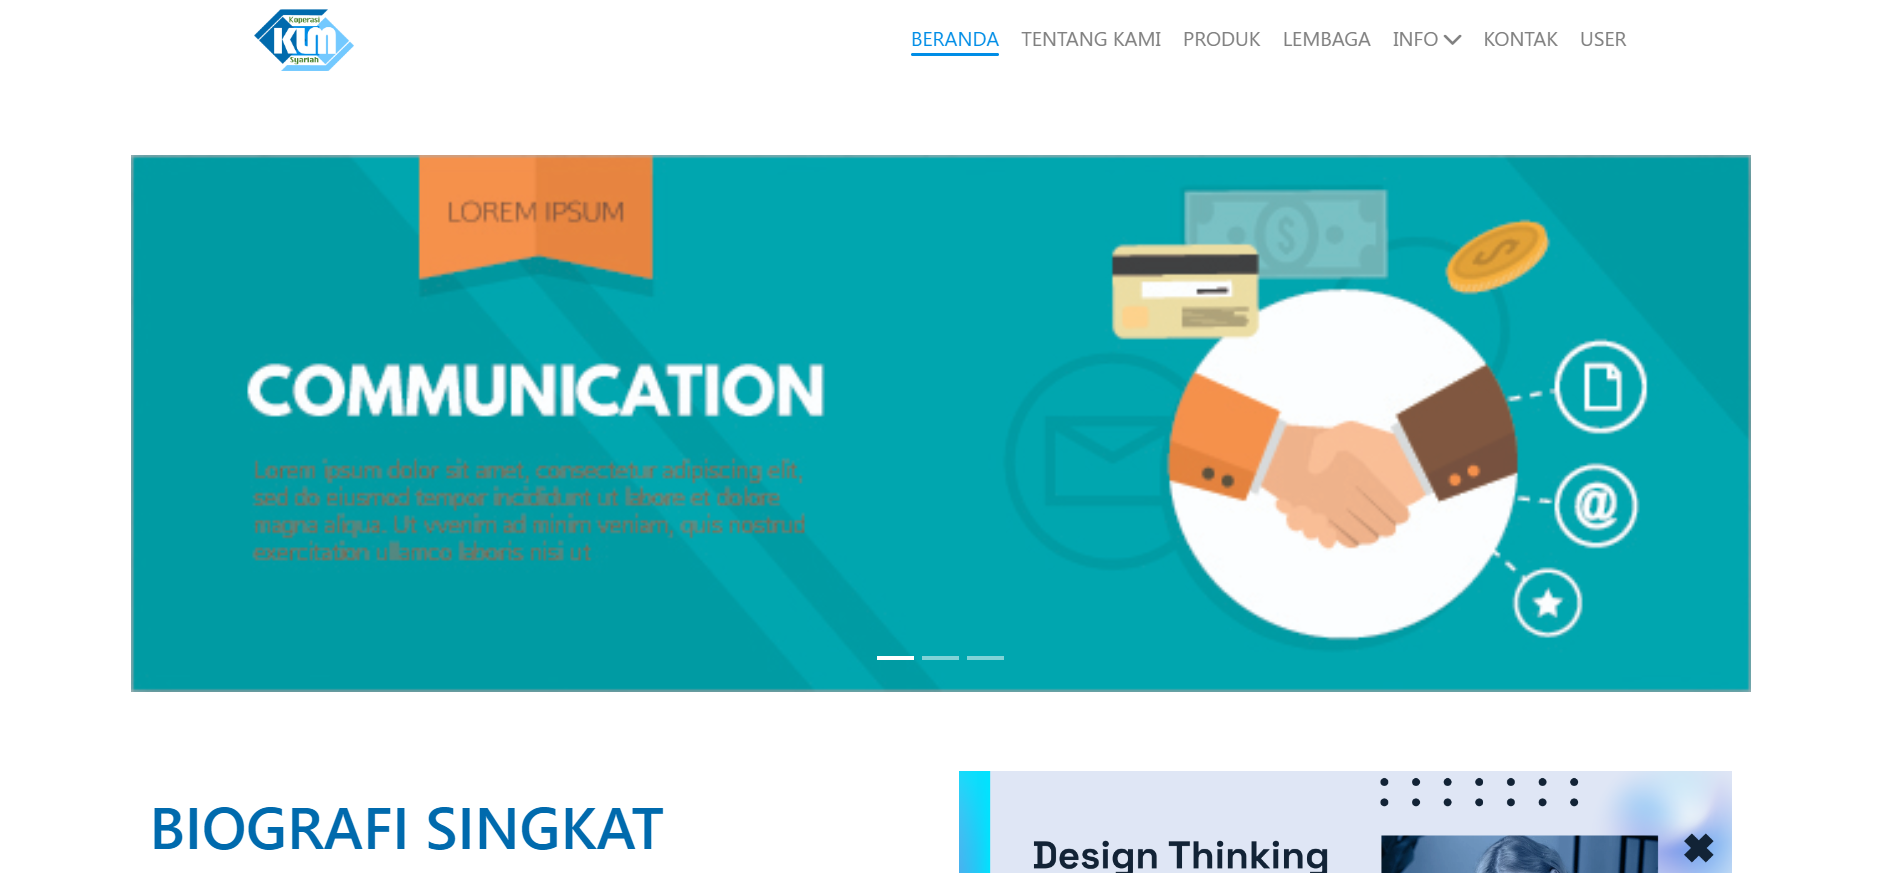 Koperasi
KLM
Syariah
BERANDA TENTANG KAMI PRODUK LEMBAGA INFO KONTAK USER
LOREM IPSUM
COMMUNICATION
Lorem ipsum dolor sit amet, consectetur adipiscing elit,
sed do eiusmod tempor incididunt ut labore et dolore
magna aliqua. Ut vvenim ad minim veniam, quis nostrud
exercitation ullamco laboris nisi ut
@
BIOGRAFI SINGKAT
Design Thinking